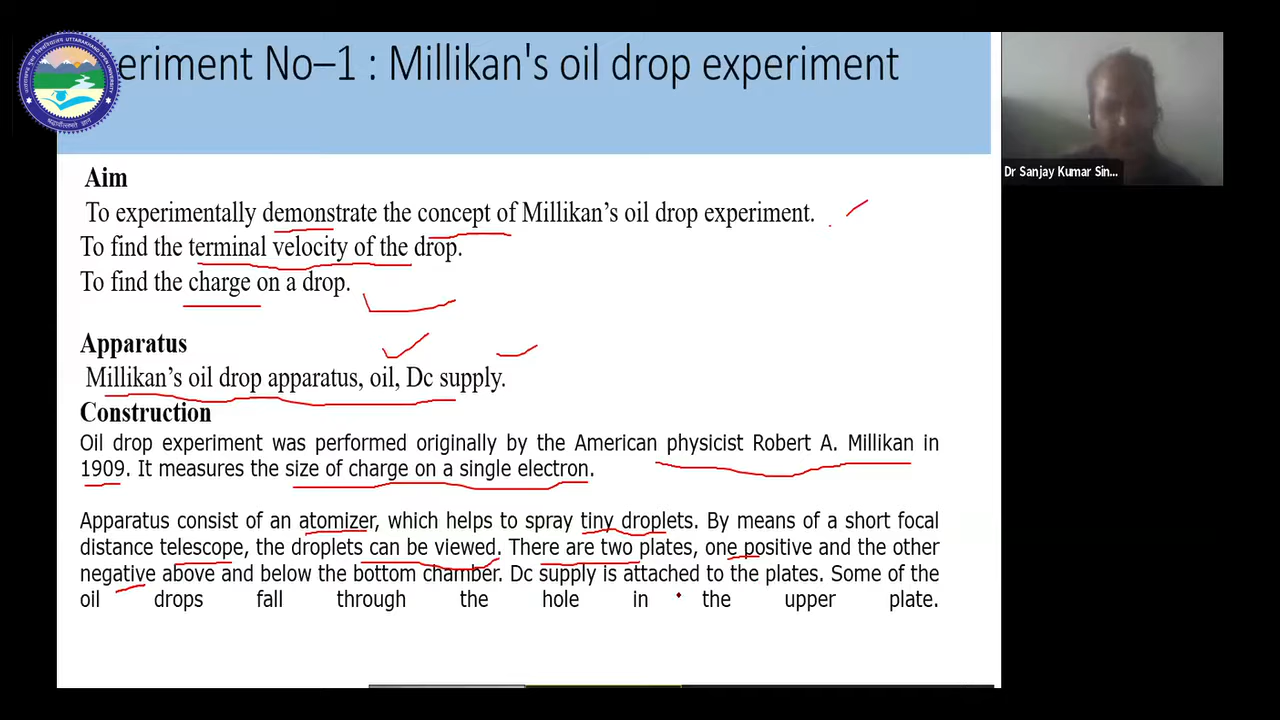 eriment No–1 : Millikan's oil drop experiment
Dr Sanjay Kumar Sin...
Aim
To experimentally demonstrate the concept of Millikan’s oil drop experiment.
To find the terminal velocity of the drop.
To find the charge on a drop.
Apparatus
Millikan’s oil drop apparatus, oil, Dc supply.
Construction
Oil drop experiment was performed originally by the American physicist Robert A. Millikan in
1909. It measures the size of charge on a single electron.
Apparatus consist of an atomizer, which helps to spray tiny droplets. By means of a short focal
distance telescope, the droplets can be viewed. There are two plates, one positive and the other
negative above and below the bottom chamber. Dc supply is attached to the plates. Some of the
oil drops fall through the hole in the upper plate.